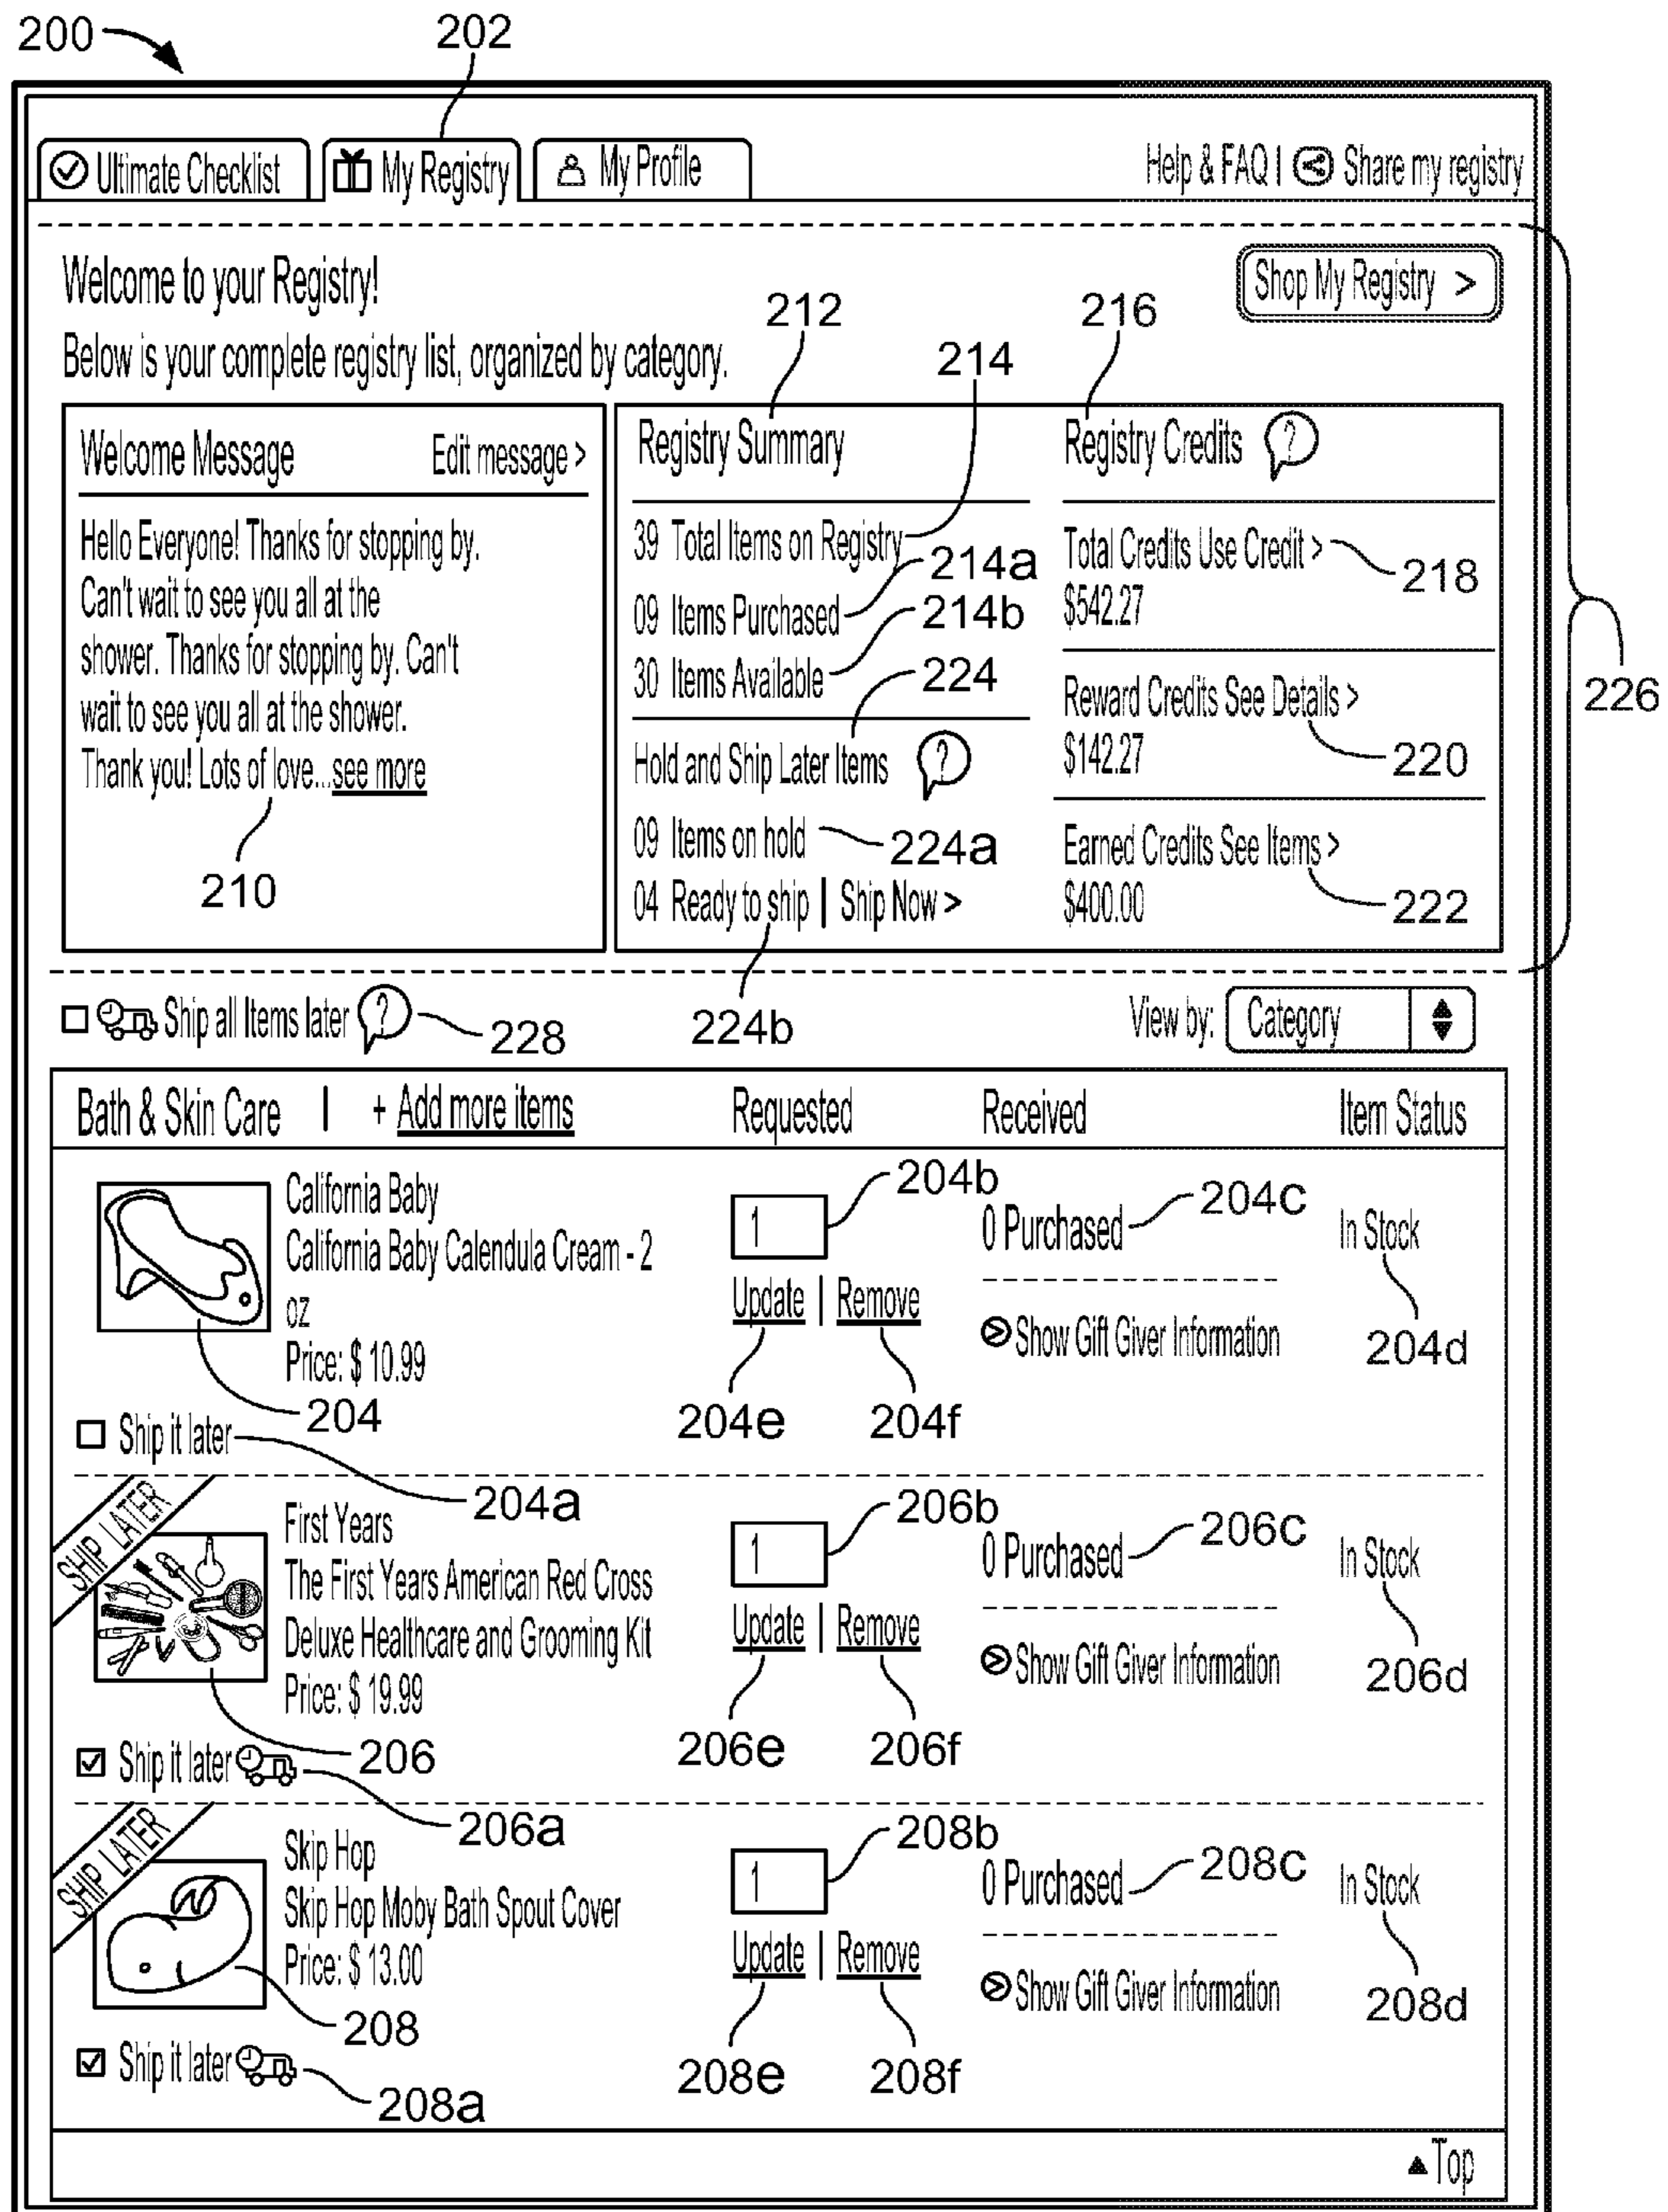 200
202
Ultimate Checklist My Registry My Profile Help & FAQ | Share my registry
Welcome to your Registry!
Shop My Registry >
Below is your complete registry list, organized by category.
212
214
216
Welcome Message Edit message >
Hello Everyone! Thanks for stopping by.
Can't wait to see you all at the
shower. Thanks for stopping by. Can't
wait to see you all at the shower.
Thank you! Lots of love...see more
210
Registry Summary
39 Total Items on Registry
214a
09 Items Purchased
214b
30 Items Available
224
Hold and Ship Later Items ?
09 Items on hold 224a
04 Ready to ship | Ship Now >
224b
Registry Credits ?
Total Credits Use Credit >
218
$542.27
Reward Credits See Details >
$142.27
220
Earned Credits See Items >
$400.00
222
226
Ship all Items later ? 228
View by: Category
Bath & Skin Care | + Add more items Requested Received Item Status
California Baby
California Baby Calendula Cream - 2
oz
Price: $ 10.99
204
Ship it later
204a
1
204b
Update | Remove
204e 204f
0 Purchased 204c
Show Gift Giver Information
In Stock
204d
SHIP LATER
First Years
The First Years American Red Cross
Deluxe Healthcare and Grooming Kit
Price: $ 19.99
206
Ship it later
206a
1
206b
Update | Remove
206e 206f
0 Purchased 206c
Show Gift Giver Information
In Stock
206d
SHIP LATER
Skip Hop
Skip Hop Moby Bath Spout Cover
Price: $ 13.00
208
Ship it later
208a
1
208b
Update | Remove
208e 208f
0 Purchased 208c
Show Gift Giver Information
In Stock
208d
Top